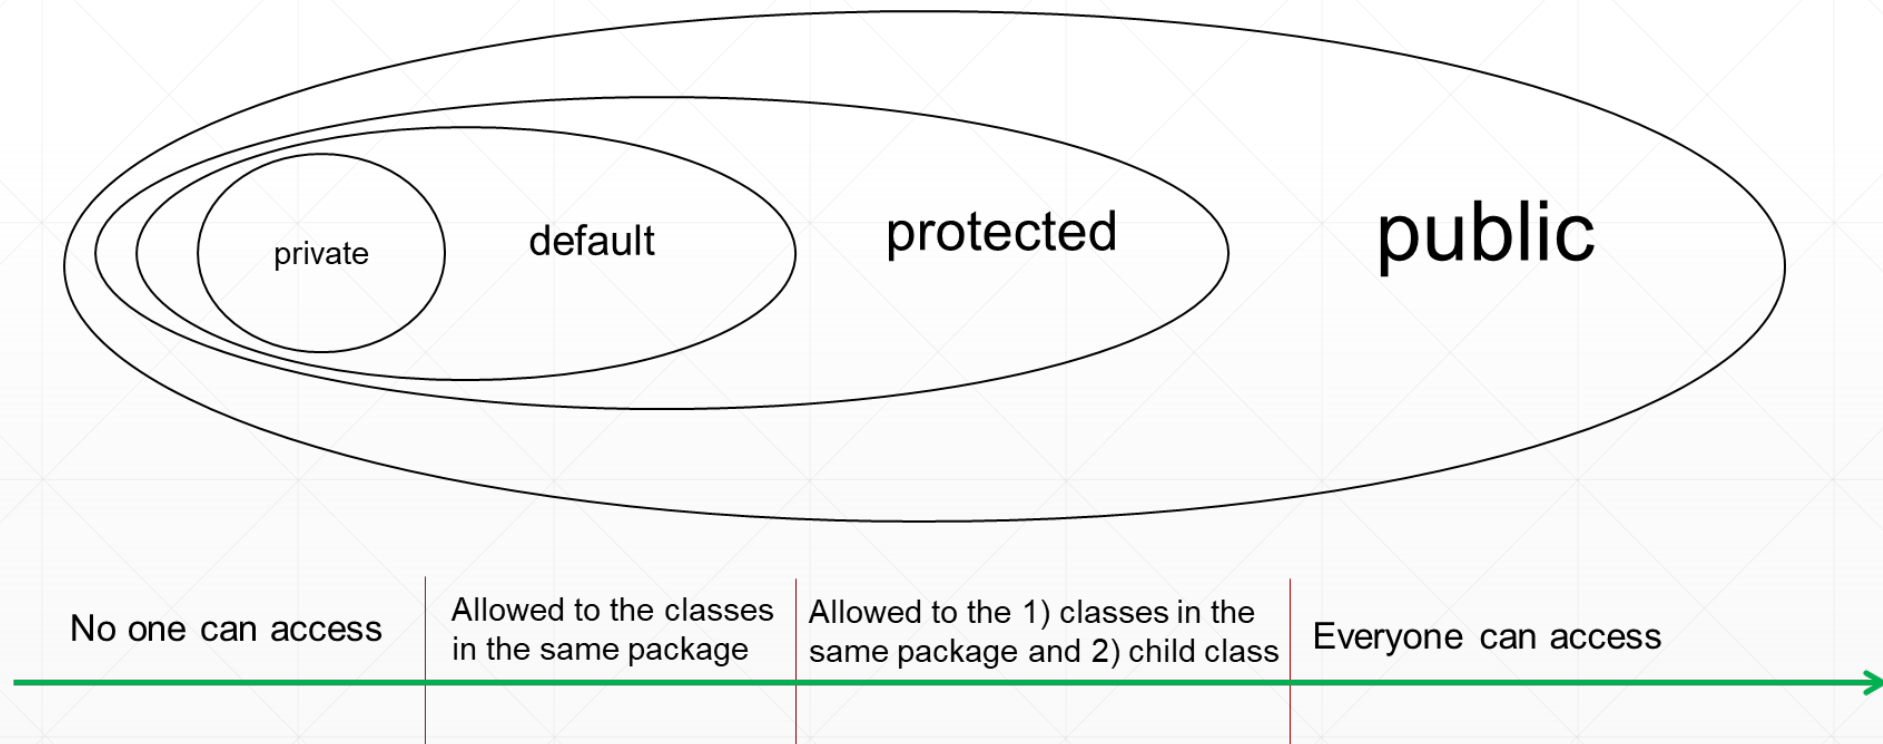 private
default
protected
public
No one can access
Allowed to the classes
in the same package
Allowed to the 1) classes in the
same package and 2) child class
Everyone can access